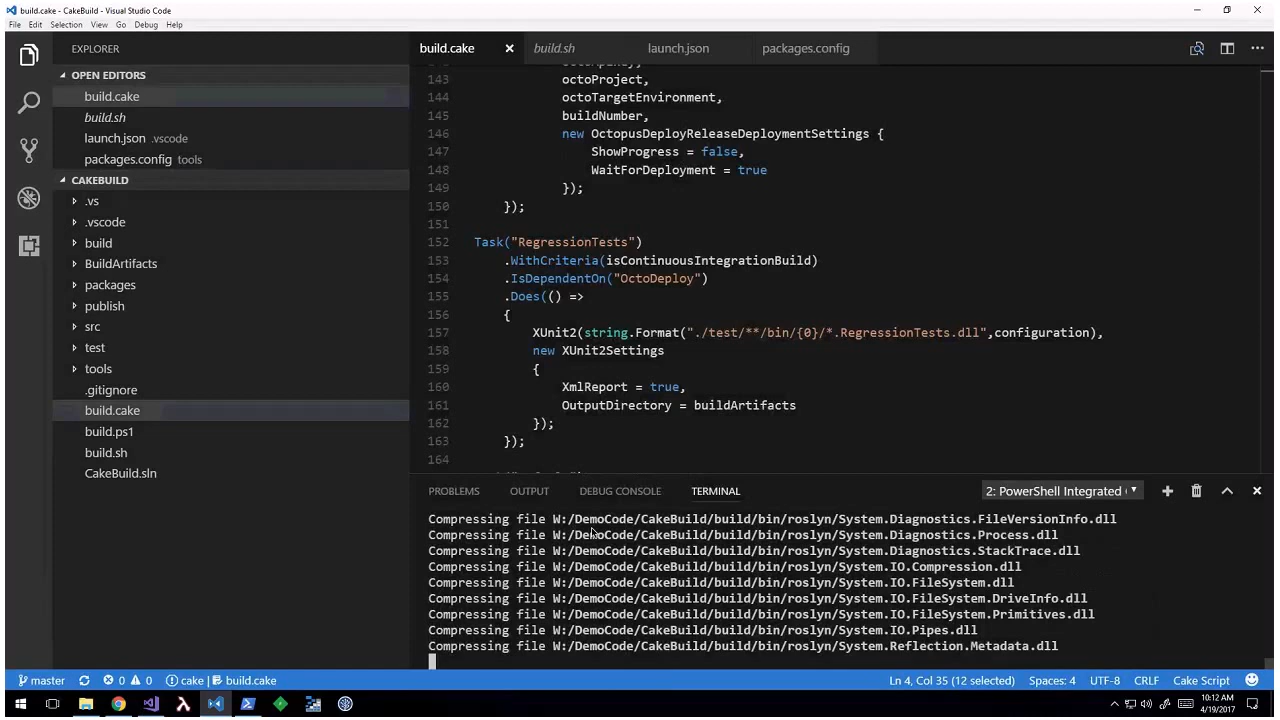 build.cake - CakeBuild - Visual Studio Code
File Edit Selection View Go Debug Help
EXPLORER
OPEN EDITORS
build.cake
build.sh
launch.json .vscode
packages.config tools
CAKEBUILD
.vs
.vscode
build
BuildArtifacts
packages
publish
src
test
tools
.gitignore
build.cake
build.ps1
build.sh
CakeBuild.sln
build.cake build.sh launch.json packages.config
143 octoProject,
144 octoTargetEnvironment,
145 buildNumber,
146 new OctopusDeployReleaseDeploymentSettings {
147 ShowProgress = false,
148 WaitForDeployment = true
149 });
150 });
151
152 Task("RegressionTests")
153 .WithCriteria(isContinuousIntegrationBuild)
154 .IsDependentOn("OctoDeploy")
155 .Does(() =>
156 {
157 XUnit2(string.Format("./test/**/bin/{0}/*.RegressionTests.dll",configuration),
158 new XUnit2Settings
159 {
160 XmlReport = true,
161 OutputDirectory = buildArtifacts
162 });
163 });
164
PROBLEMS OUTPUT DEBUG CONSOLE TERMINAL 2: PowerShell Integrated
Compressing file W:/DemoCode/CakeBuild/build/bin/roslyn/System.Diagnostics.FileVersionInfo.dll
Compressing file W:/DemoCode/CakeBuild/build/bin/roslyn/System.Diagnostics.Process.dll
Compressing file W:/DemoCode/CakeBuild/build/bin/roslyn/System.Diagnostics.StackTrace.dll
Compressing file W:/DemoCode/CakeBuild/build/bin/roslyn/System.IO.Compression.dll
Compressing file W:/DemoCode/CakeBuild/build/bin/roslyn/System.IO.FileSystem.dll
Compressing file W:/DemoCode/CakeBuild/build/bin/roslyn/System.IO.FileSystem.DriveInfo.dll
Compressing file W:/DemoCode/CakeBuild/build/bin/roslyn/System.IO.FileSystem.Primitives.dll
Compressing file W:/DemoCode/CakeBuild/build/bin/roslyn/System.IO.Pipes.dll
Compressing file W:/DemoCode/CakeBuild/build/bin/roslyn/System.Reflection.Metadata.dll
master 0 0 cake | build.cake Ln 4, Col 35 (12 selected) Spaces: 4 UTF-8 CRLF Cake Script
10:12 AM
4/19/2017